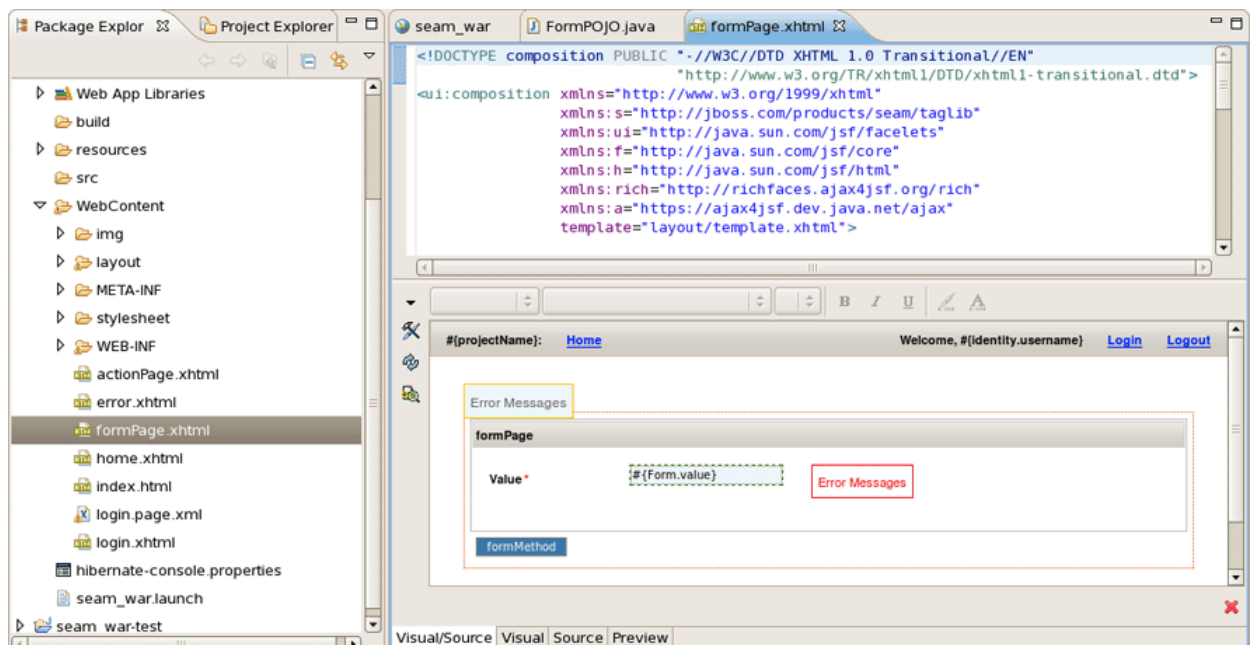 Package Explor
Project Explorer
Web App Libraries
build
resources
src
WebContent
img
layout
META-INF
stylesheet
WEB-INF
actionPage.xhtml
error.xhtml
formPage.xhtml
home.xhtml
index.html
login.page.xml
login.xhtml
hibernate-console.properties
seam_war.launch
seam_war-test
seam_war
FormPOJO.java
formPage.xhtml
<!DOCTYPE composition PUBLIC "-//W3C//DTD XHTML 1.0 Transitional//EN"
"http://www.w3.org/TR/xhtml1/DTD/xhtml1-transitional.dtd">
<ui:composition xmlns="http://www.w3.org/1999/xhtml"
xmlns:s="http://jboss.com/products/seam/taglib"
xmlns:ui="http://java.sun.com/jsf/facelets"
xmlns:f="http://java.sun.com/jsf/core"
xmlns:h="http://java.sun.com/jsf/html"
xmlns:rich="http://richfaces.ajax4jsf.org/rich"
xmlns:a="https://ajax4jsf.dev.java.net/ajax"
template="layout/template.xhtml">
B I U A
#{projectName}: Home Welcome, #{identity.username} Login Logout
Error Messages
formPage
Value * #{Form.value} Error Messages
formMethod
Visual/Source Visual Source Preview